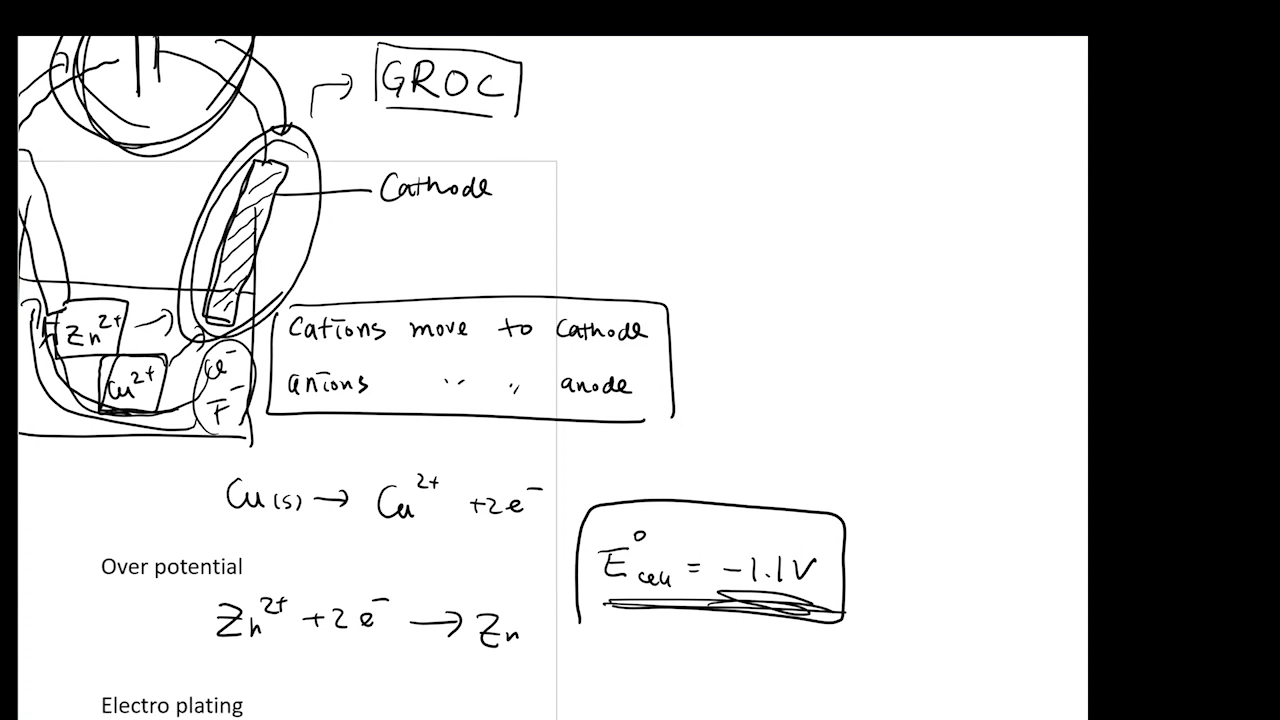 GROC
Cathode
Zn²⁺
Cu²⁺
Cl⁻
F⁻
Cations move to cathode
anions " " anode
Cu(s) → Cu²⁺ +2e⁻
Over potential
Zn²⁺ +2e⁻ → Zn
E°cell = -1.1V
Electro plating